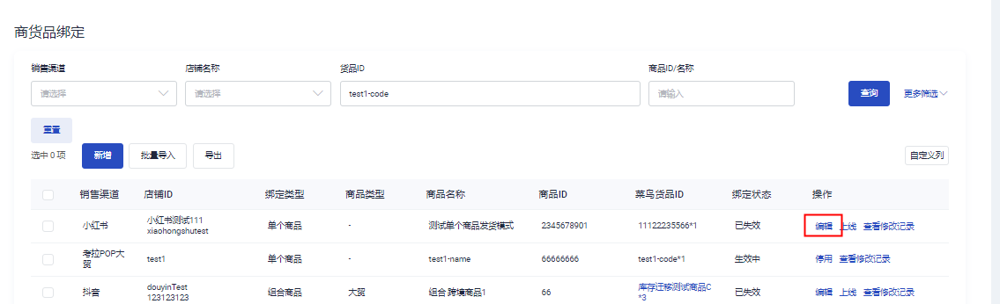 商货品绑定
销售渠道 店铺名称 货品ID 商品ID/名称
请选择 请选择 test1-code 请输入 查询 更多筛选
重置
选中 0 项 新增 批量导入 导出 自定义列
销售渠道 店铺ID 绑定类型 商品类型 商品名称 商品ID 菜鸟货品ID 绑定状态 操作
小红书 小红书测试111 单个商品 - 测试单个商品发货模式 2345678901 11122235566*1 已失效 编辑 上线 查看修改记录
xiaohongshutest
考拉POP大 test1 单个商品 - test1-name 66666666 test1-code*1 生效中 停用 查看修改记录
贸
抖音 douyinTest 组合商品 大贸 组合 跨境商品1 66 库存迁移测试商品C 已失效 编辑 上线 查看修改记录
123123123 *3